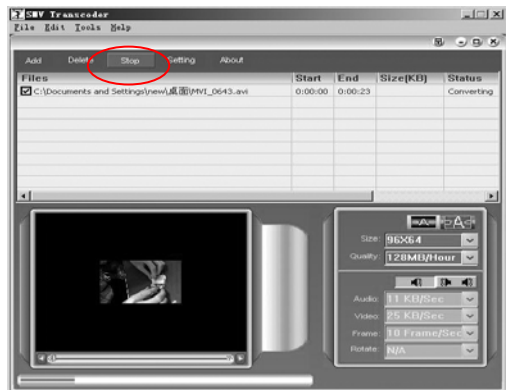 SMV Transcoder
File Edit Tools Help
Add Delete Stop Setting About
Files Start End Size(KB) Status
C:\Documents and Settings\new\桌面\MVI_0643.avi 0:00:00 0:00:23 Converting
Size: 96X64
Quality: 128MB/Hour
Audio: 11 KB/Sec
Video: 25 KB/Sec
Frame: 10 Frame/Sec
Rotate: N/A